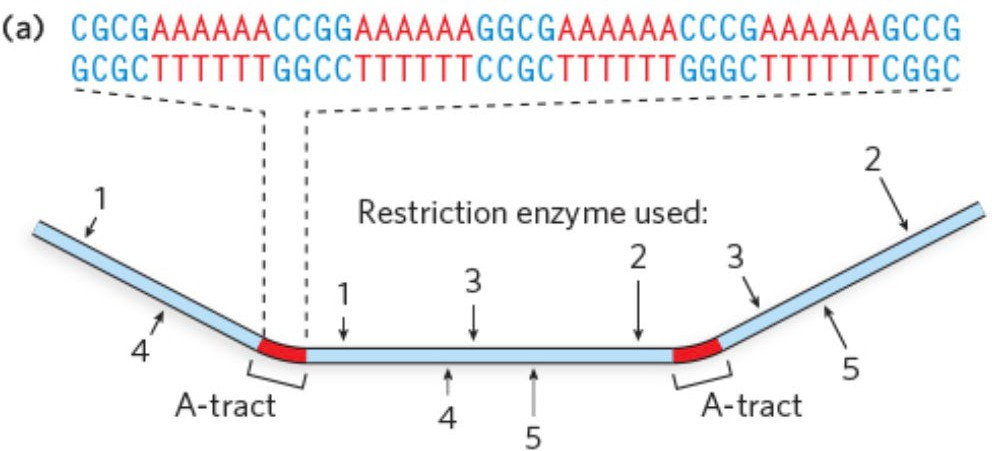 (a) CGCGAAAAAACCGGAAAAAAGGCGAAAAAACCCGAAAAAAGCCG
GCGCTTTTTTGGCCTTTTTTCCGCTTTTTTGGGCTTTTTTCGGC
2
1
Restriction enzyme used:
1
3
2
3
4
5
A-tract
A-tract
4
5